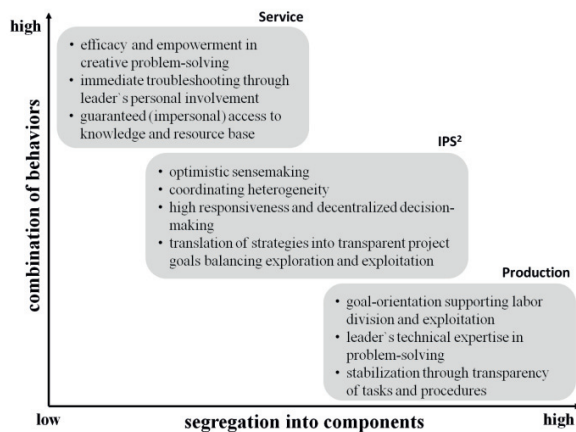 Service
high
• efficacy and empowerment in
creative problem-solving
• immediate troubleshooting through
leader`s personal involvement
• guaranteed (impersonal) access to
knowledge and resource base
IPS²
• optimistic sensemaking
• coordinating heterogeneity
• high responsiveness and decentralized decision-
making
• translation of strategies into transparent project
goals balancing exploration and exploitation
Production
• goal-orientation supporting labor
division and exploitation
• leader`s technical expertise in
problem-solving
• stabilization through transparency
of tasks and procedures
combination of behaviors
low
segregation into components
high